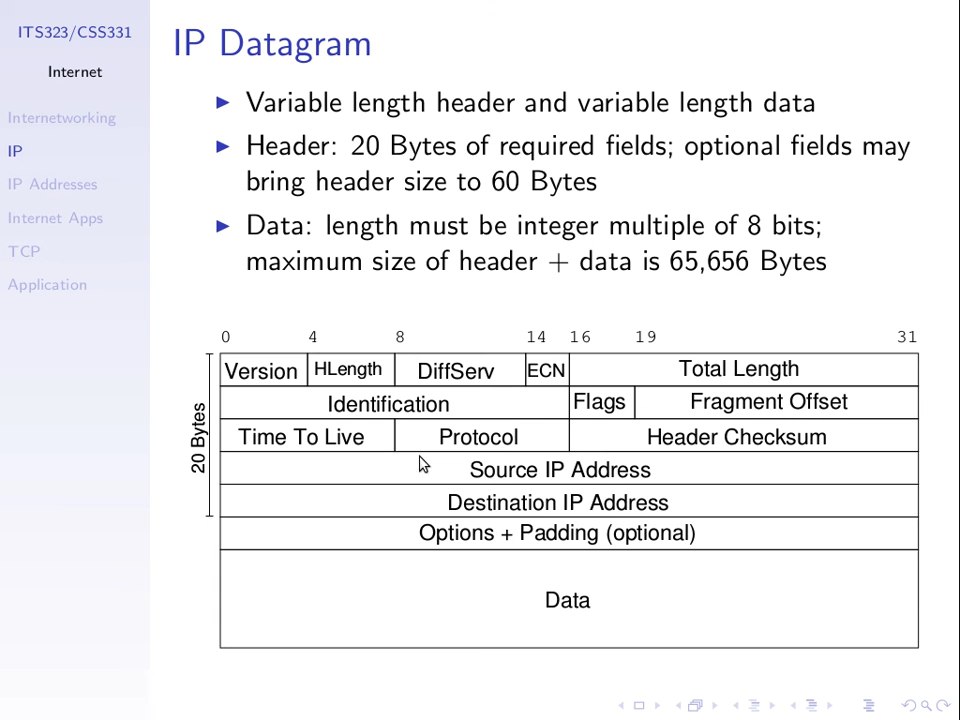 ITS323/CSS331
Internet
Internetworking
IP
IP Addresses
Internet Apps
TCP
Application
IP Datagram
Variable length header and variable length data
Header: 20 Bytes of required fields; optional fields may
bring header size to 60 Bytes
Data: length must be integer multiple of 8 bits;
maximum size of header + data is 65,656 Bytes
0 4 8 14 16 19 31
Version HLength DiffServ ECN Total Length
Identification Flags Fragment Offset
Time To Live Protocol Header Checksum
Source IP Address
Destination IP Address
20 Bytes
Options + Padding (optional)
Data